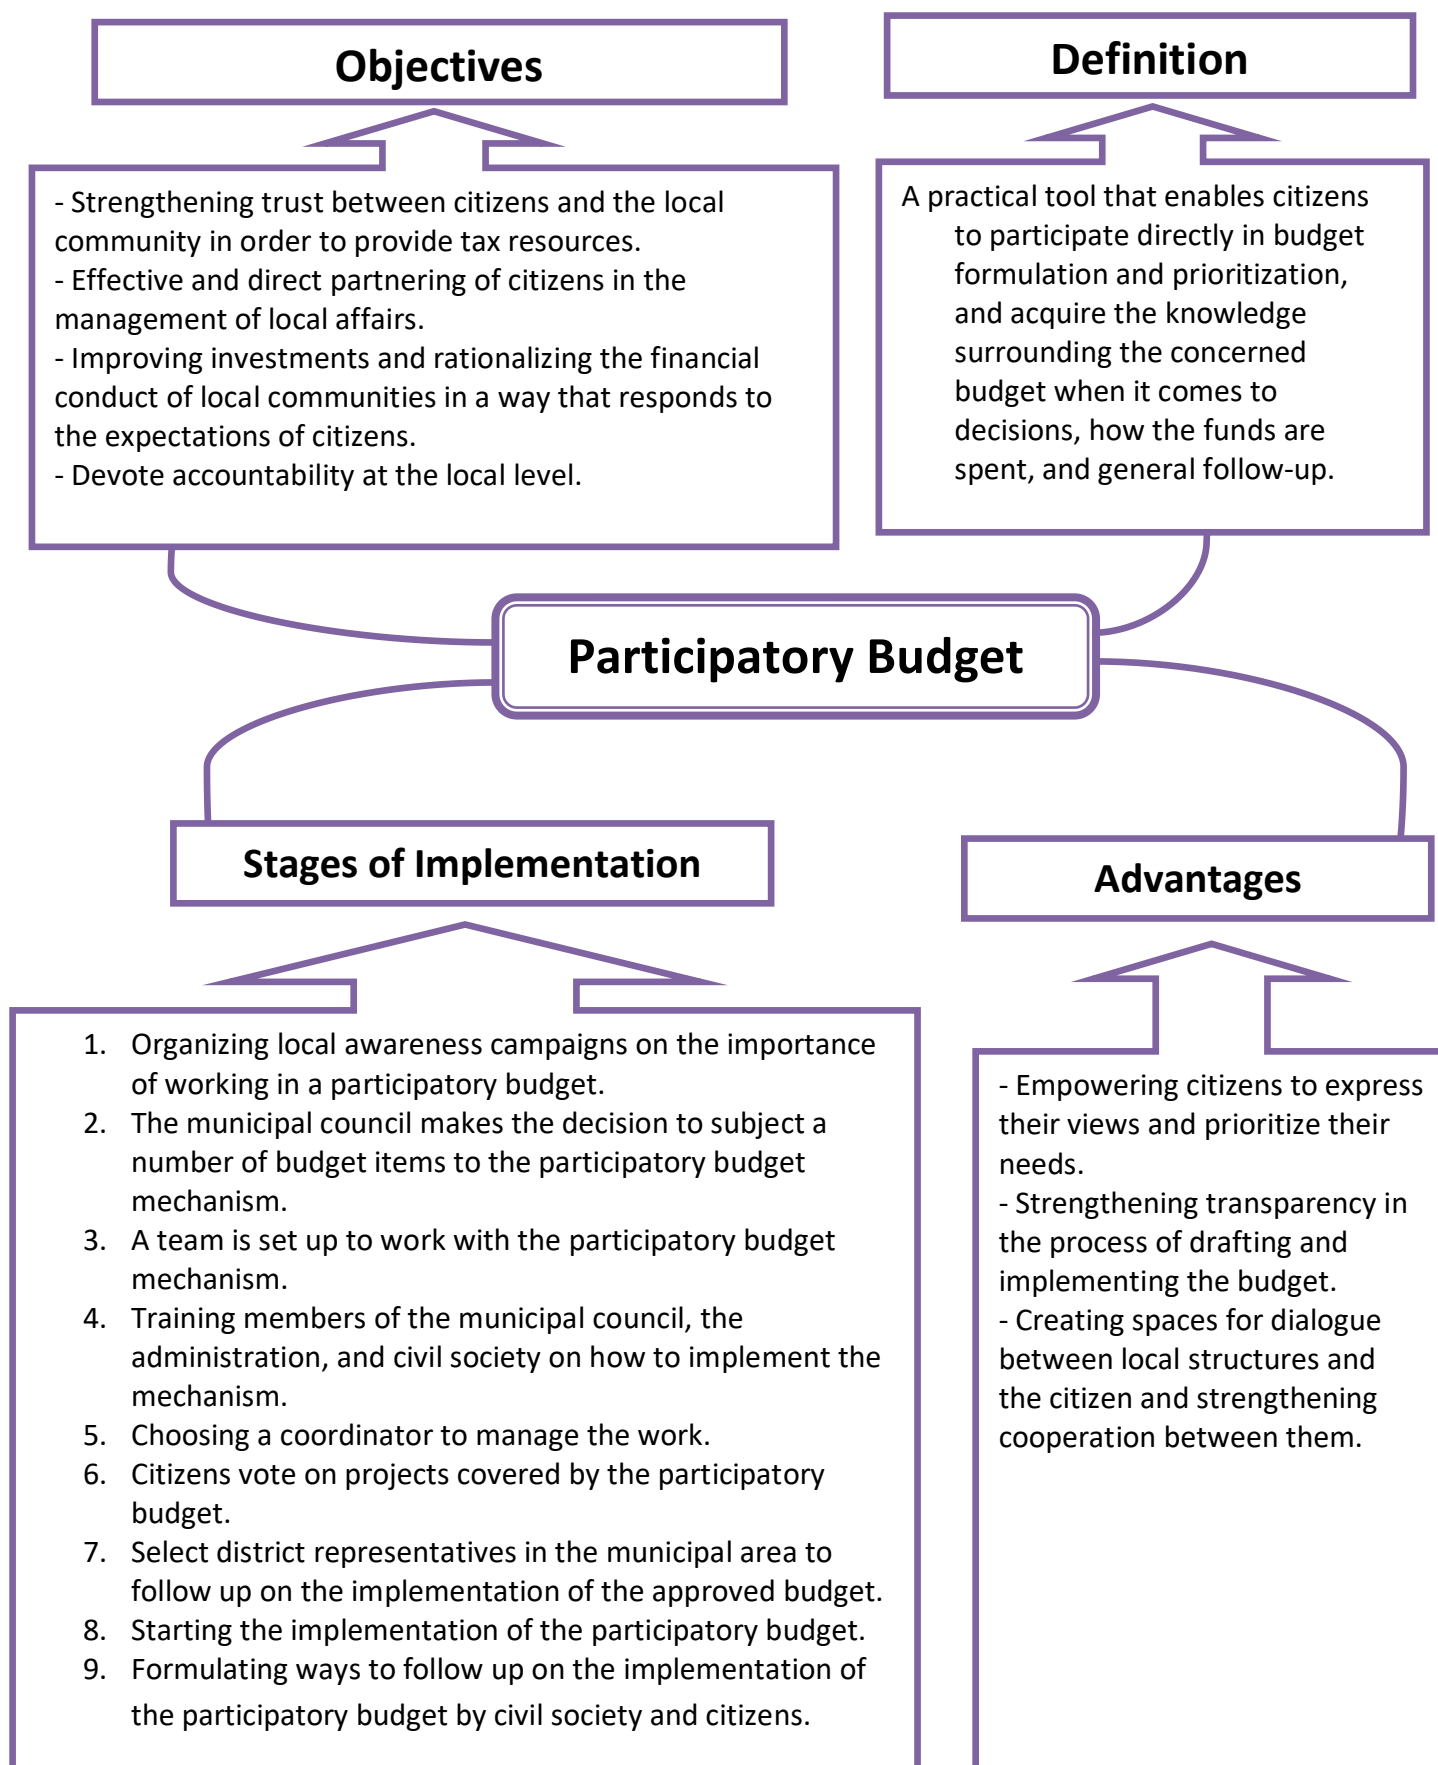 Objectives
- Strengthening trust between citizens and the local
community in order to provide tax resources.
- Effective and direct partnering of citizens in the
management of local affairs.
- Improving investments and rationalizing the financial
conduct of local communities in a way that responds to
the expectations of citizens.
- Devote accountability at the local level.
Definition
A practical tool that enables citizens
to participate directly in budget
formulation and prioritization,
and acquire the knowledge
surrounding the concerned
budget when it comes to
decisions, how the funds are
spent, and general follow-up.
Participatory Budget
Stages of Implementation
1. Organizing local awareness campaigns on the importance
of working in a participatory budget.
2. The municipal council makes the decision to subject a
number of budget items to the participatory budget
mechanism.
3. A team is set up to work with the participatory budget
mechanism.
4. Training members of the municipal council, the
administration, and civil society on how to implement the
mechanism.
5. Choosing a coordinator to manage the work.
6. Citizens vote on projects covered by the participatory
budget.
7. Select district representatives in the municipal area to
follow up on the implementation of the approved budget.
8. Starting the implementation of the participatory budget.
9. Formulating ways to follow up on the implementation of
the participatory budget by civil society and citizens.
Advantages
- Empowering citizens to express
their views and prioritize their
needs.
- Strengthening transparency in
the process of drafting and
implementing the budget.
- Creating spaces for dialogue
between local structures and
the citizen and strengthening
cooperation between them.